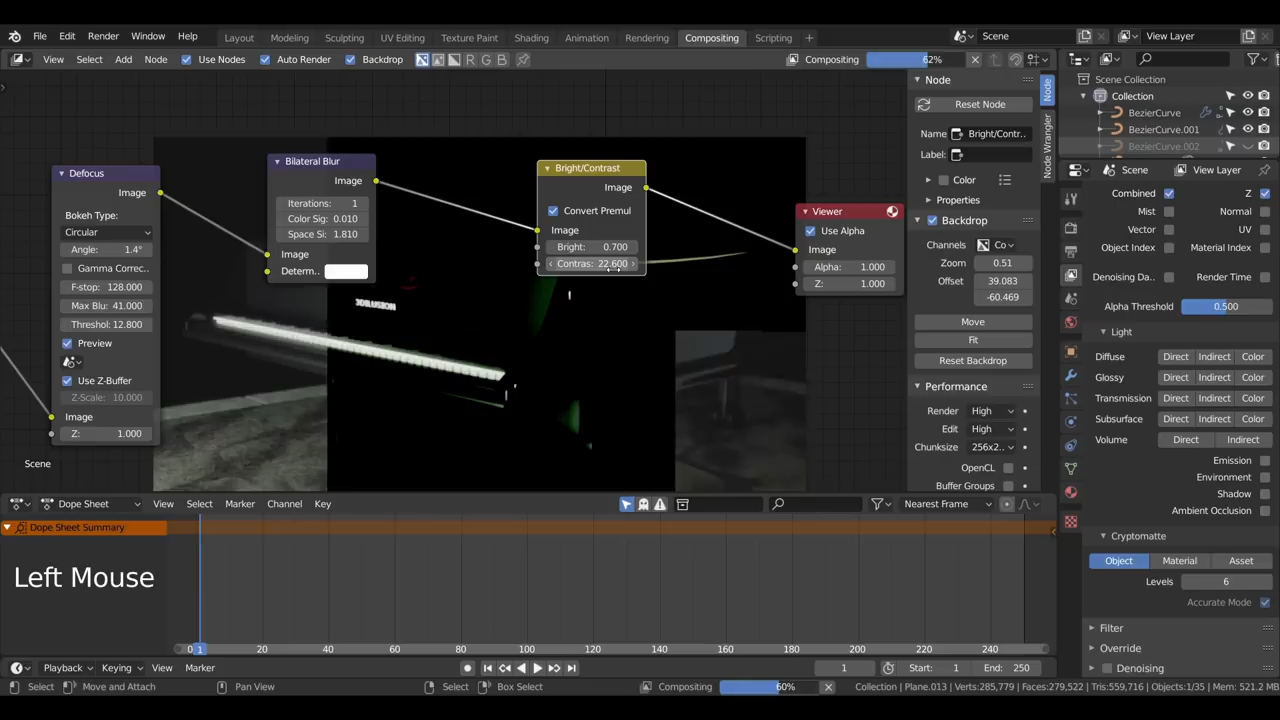 File Edit Render Window Help Layout Modeling Sculpting UV Editing Texture Paint Shading Animation Rendering Compositing Scripting + Scene View Layer
View Select Add Node Use Nodes Auto Render Backdrop R G B Compositing 62%
Node
Reset Node
Name Bright/Contr..
Label:
Color
Properties
Backdrop
Channels Co
Zoom 0.51
Offset 39.083
-60.469
Move
Fit
Reset Backdrop
Performance
Render High
Edit High
Chunksize 256x2..
OpenCL
Buffer Groups
Node
Node Wrangler
Scene Collection
Collection
BezierCurve
BezierCurve.001
BezierCurve.002
Scene View Layer
Combined Z
Mist Normal
Vector UV
Object Index Material Index
Denoising Da.. Render Time
Alpha Threshold 0.500
Light
Diffuse Direct Indirect Color
Glossy Direct Indirect Color
Transmission Direct Indirect Color
Subsurface Direct Indirect Color
Volume Direct Indirect
Emission
Environment
Shadow
Ambient Occlusion
Cryptomatte
Object Material Asset
Levels 6
Accurate Mode
Filter
Override
Denoising
Defocus
Image
Bokeh Type:
Circular
Angle: 1.4°
Gamma Correc..
F-stop: 128.000
Max Blu: 41.000
Threshol: 12.800
Preview
Use Z-Buffer
Z-Scale: 10.000
Image
Z: 1.000
Scene
Bilateral Blur
Image
Iterations: 1
Color Sig: 0.010
Space Si: 1.810
Image
Determ..
Bright/Contrast
Image
Convert Premul
Image
Bright: 0.700
Contras: 22.600
Viewer
Use Alpha
Image
Alpha: 1.000
Z: 1.000
Dope Sheet View Select Marker Channel Key Nearest Frame
Dope Sheet Summary
Left Mouse
0 1 20 40 60 80 100 120 140 160 180 200 220 240
Playback Keying View Marker 1 Start: 1 End: 250
Select Move and Attach Pan View Select Box Select Compositing 60% Collection | Plane.013 | Verts:285,779 | Faces:279,522 | Tris:559,716 | Objects:1/35 | Mem: 521.2 M